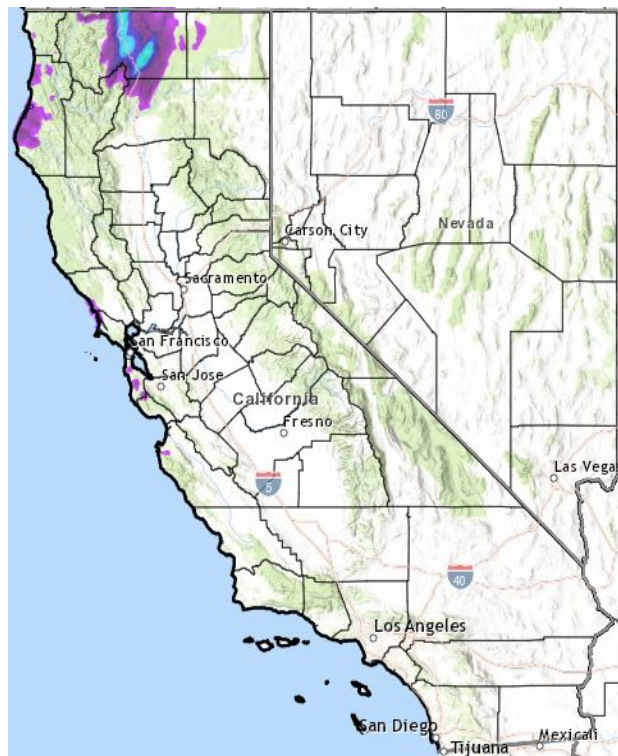 80
Nevada
Carson City
Sacramento
San Francisco
San Jose
California
Fresno
Las Vegas
5
40
Los Angeles
San Diego
Mexicali
Tijuana